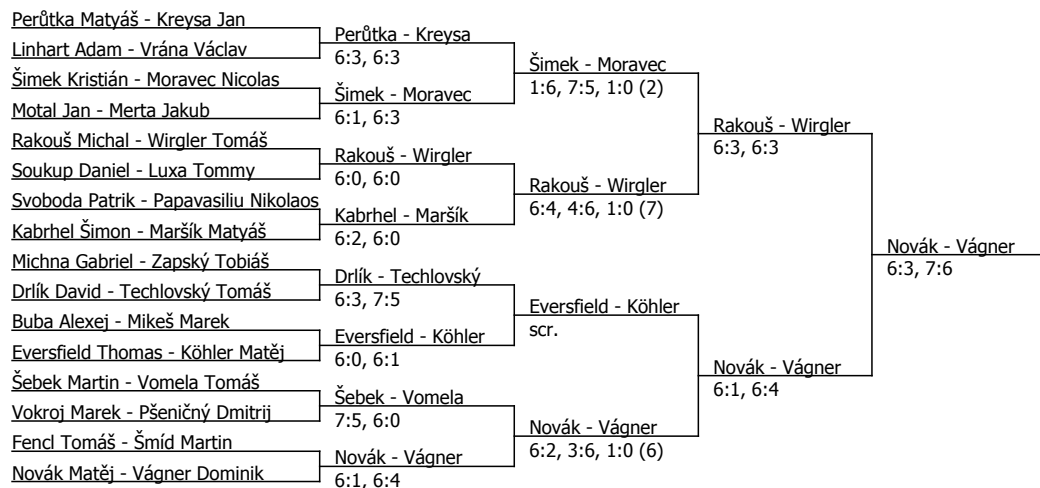 Perůtka Matyáš - Kreysa Jan
Linhart Adam - Vrána Václav
Šimek Kristián - Moravec Nicolas
Motal Jan - Merta Jakub
Rakouš Michal - Wirgler Tomáš
Soukup Daniel - Luxa Tommy
Svoboda Patrik - Papavasiliu Nikolaos
Kabrhel Šimon - Maršík Matyáš
Michna Gabriel - Zapský Tobiáš
Drlík David - Techlovský Tomáš
Buba Alexej - Mikeš Marek
Eversfield Thomas - Köhler Matěj
Šebek Martin - Vomela Tomáš
Vokroj Marek - Pšeničný Dmitrij
Fencl Tomáš - Šmíd Martin
Novák Matěj - Vágner Dominik
Perůtka - Kreysa
6:3, 6:3
Šimek - Moravec
6:1, 6:3
Rakouš - Wirgler
6:0, 6:0
Kabrhel - Maršík
6:2, 6:0
Drlík - Techlovský
6:3, 7:5
Eversfield - Köhler
6:0, 6:1
Šebek - Vomela
7:5, 6:0
Novák - Vágner
6:1, 6:4
Šimek - Moravec
1:6, 7:5, 1:0 (2)
Rakouš - Wirgler
6:4, 4:6, 1:0 (7)
Eversfield - Köhler
scr.
Novák - Vágner
6:2, 3:6, 1:0 (6)
Rakouš - Wirgler
6:3, 6:3
Novák - Vágner
6:1, 6:4
Novák - Vágner
6:3, 7:6